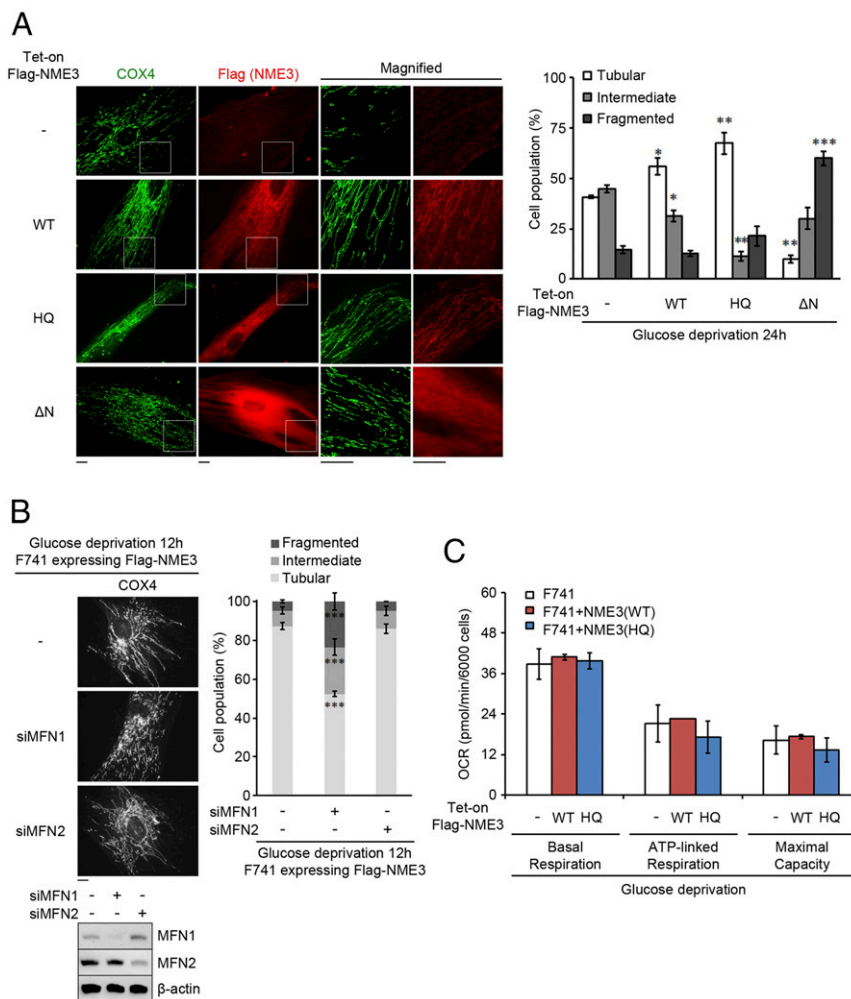 A
Tet-on
Flag-NME3
COX4
Flag (NME3)
Magnified
-
WT
HQ
ΔN
Tubular
Intermediate
Fragmented
Cell population (%)
100
75
50
25
0
*
*
**
**
**
***
Tet-on
Flag-NME3
- WT HQ ΔN
Glucose deprivation 24h
B
Glucose deprivation 12h
F741 expressing Flag-NME3
COX4
-
siMFN1
siMFN2
siMFN1 - + -
siMFN2 - - +
MFN1
MFN2
β-actin
Fragmented
Intermediate
Tubular
Cell population (%)
100
80
60
40
20
0
***
***
***
siMFN1 - + -
siMFN2 - - +
Glucose deprivation 12h
F741 expressing Flag-NME3
C
F741
F741+NME3(WT)
F741+NME3(HQ)
OCR (pmol/min/6000 cells)
60
48
36
24
12
0
Tet-on
Flag-NME3
- WT HQ - WT HQ - WT HQ
Basal
Respiration
ATP-linked
Respiration
Maximal
Capacity
Glucose deprivation